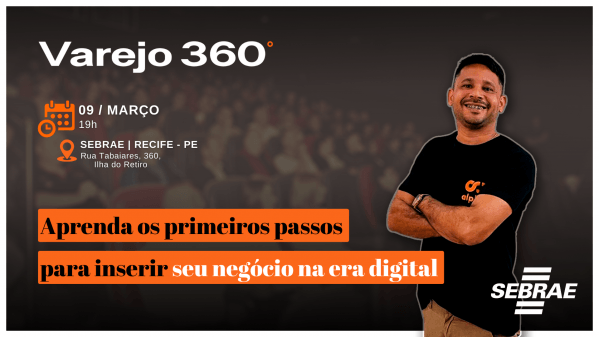 Varejo 360°
09 / MARÇO
19h
SEBRAE | RECIFE - PE
Rua Tabaiares, 360,
Ilha do Retiro
Aprenda os primeiros passos
para inserir seu negócio na era digital
SEBRAE